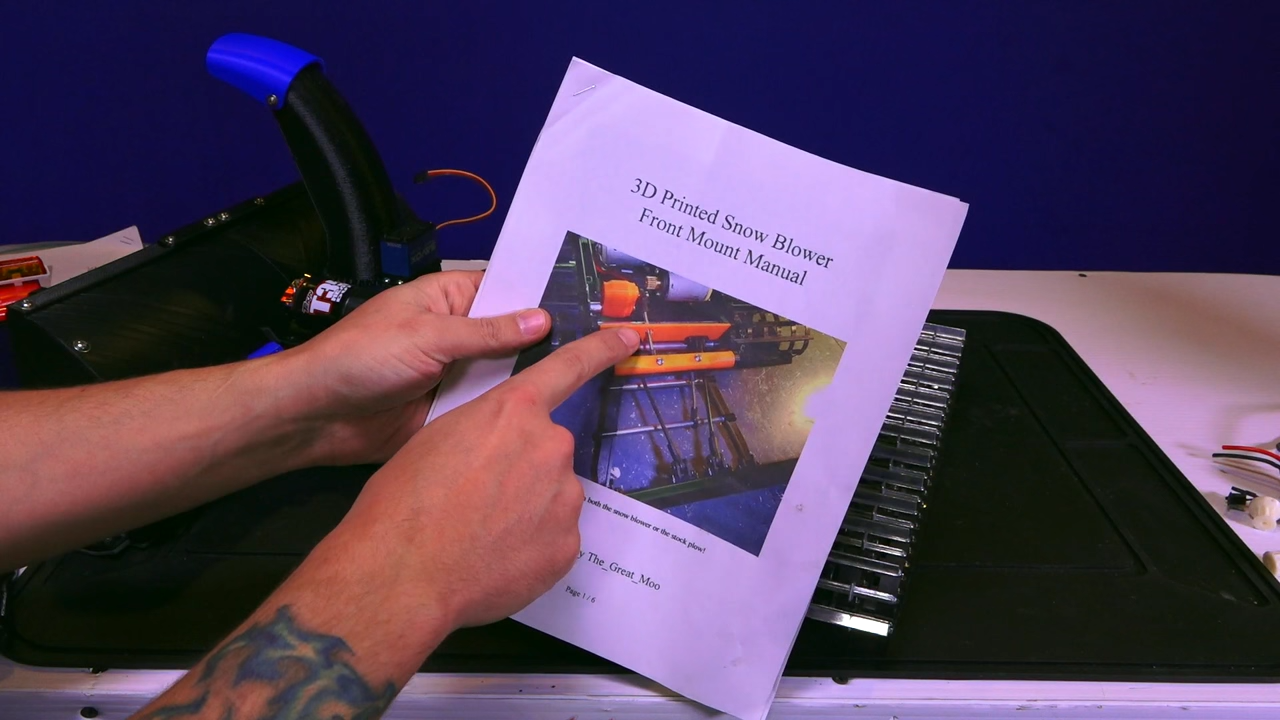 3D Printed Snow Blower
Front Mount Manual
both the snow blower or the stock plow!
The_Great_Moo
Page 1 / 6